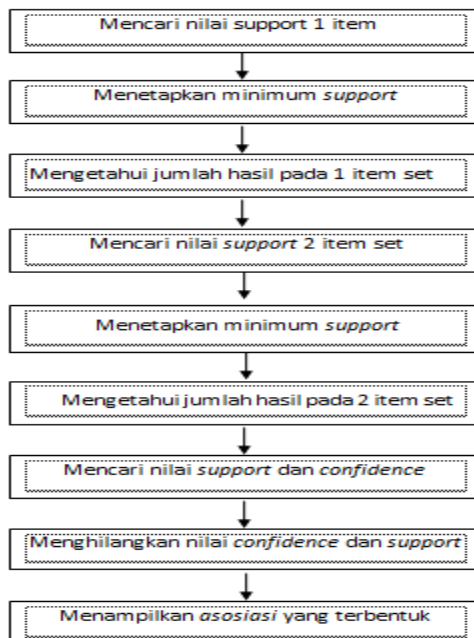 Mencari nilai support 1 item
Menetapkan minimum support
Mengetahui jumlah hasil pada 1 item set
Mencari nilai support 2 item set
Menetapkan minimum support
Mengetahui jumlah hasil pada 2 item set
Mencari nilai support dan confidence
Menghilangkan nilai confidence dan support
Menampilkan asosiasi yang terbentuk